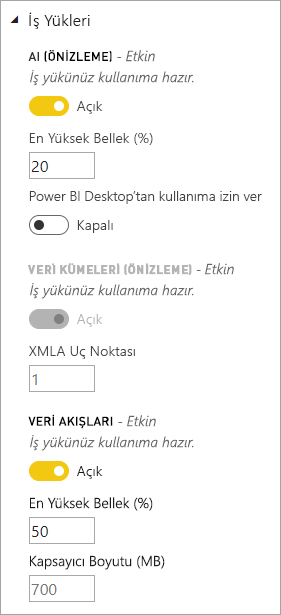 İş Yükleri
AI (ÖNİZLEME) - Etkin
İş yükünüz kullanıma hazır.
Açık
En Yüksek Bellek (%)
20
Power BI Desktop'tan kullanıma izin ver
Kapalı
VERİ KÜMELERİ (ÖNİZLEME) - Etkin
İş yükünüz kullanıma hazır.
Açık
XMLA Uç Noktası
1
VERİ AKIŞLARI - Etkin
İş yükünüz kullanıma hazır.
Açık
En Yüksek Bellek (%)
50
Kapsayıcı Boyutu (MB)
700